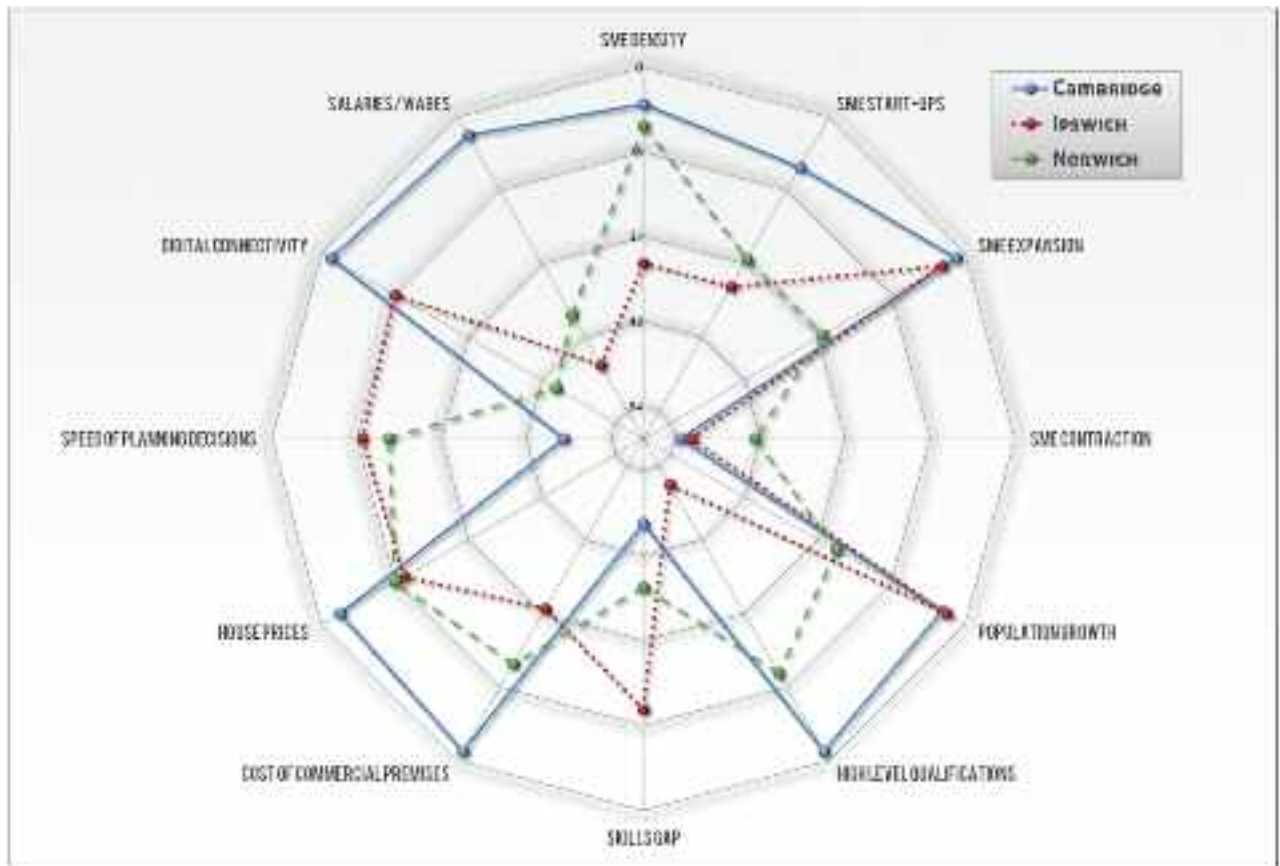 SME DENSITY
SALARIES / WAGES
SME START-UPS
CAMBRIDGE
IPSWICH
NORWICH
DIGITAL CONNECTIVITY
SME EXPANSION
SPEED OF PLANNING DECISIONS
SME CONTRACTION
HOUSE PRICES
POPULATION GROWTH
COST OF COMMERCIAL PREMISES
HIGH LEVEL QUALIFICATIONS
SKILLS GAP